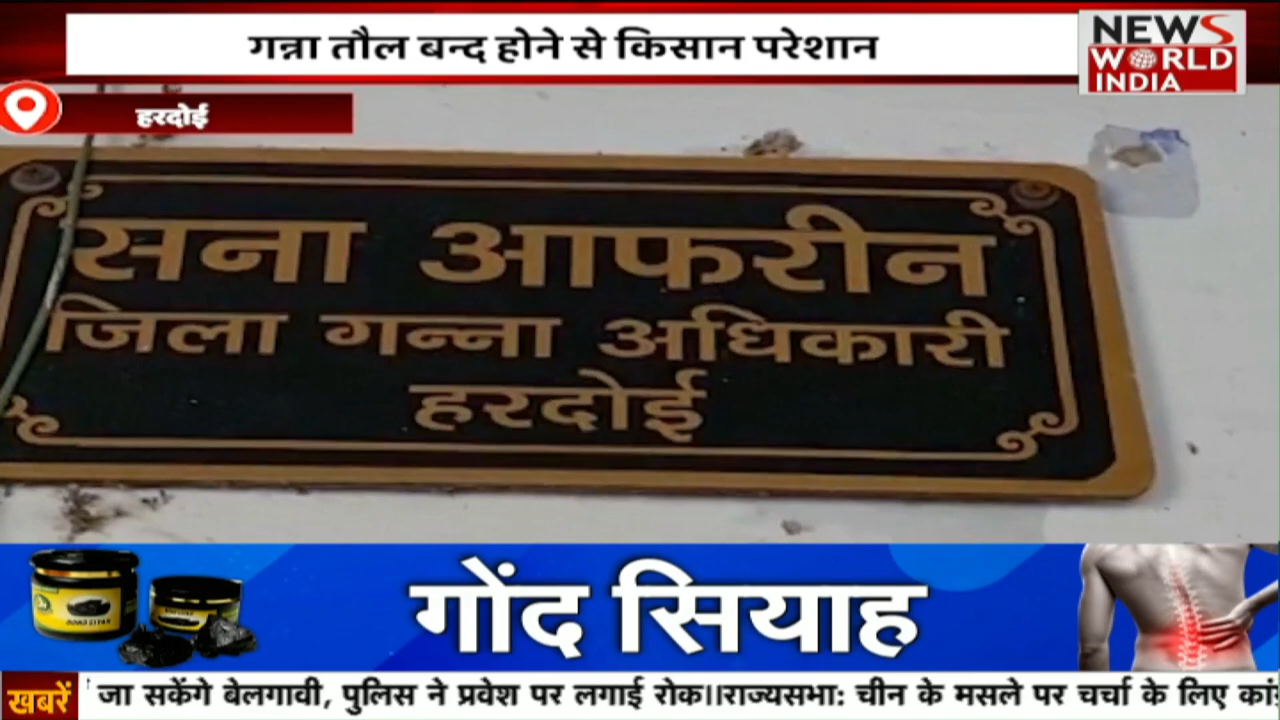 गन्ना तौल बन्द होने से किसान परेशान
NEWS
WORLD
INDIA
हरदोई
सना आफरीन
जिला गन्ना अधिकारी
हरदोई
गोंद सियाह
खबरें
जा सकेंगे बेलगावी, पुलिस ने प्रवेश पर लगाई रोक||राज्यसभा: चीन के मसले पर चर्चा के लिए